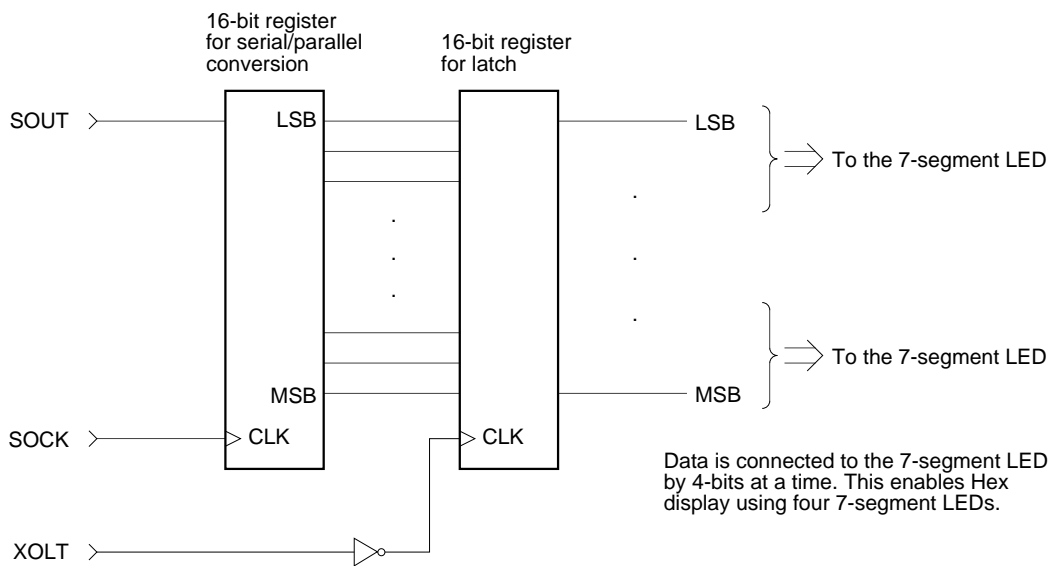 16-bit register
for serial/parallel
conversion
16-bit register
for latch
SOUT
LSB
LSB
To the 7-segment LED
To the 7-segment LED
MSB
MSB
SOCK
CLK
CLK
Data is connected to the 7-segment LED
by 4-bits at a time. This enables Hex
display using four 7-segment LEDs.
XOLT